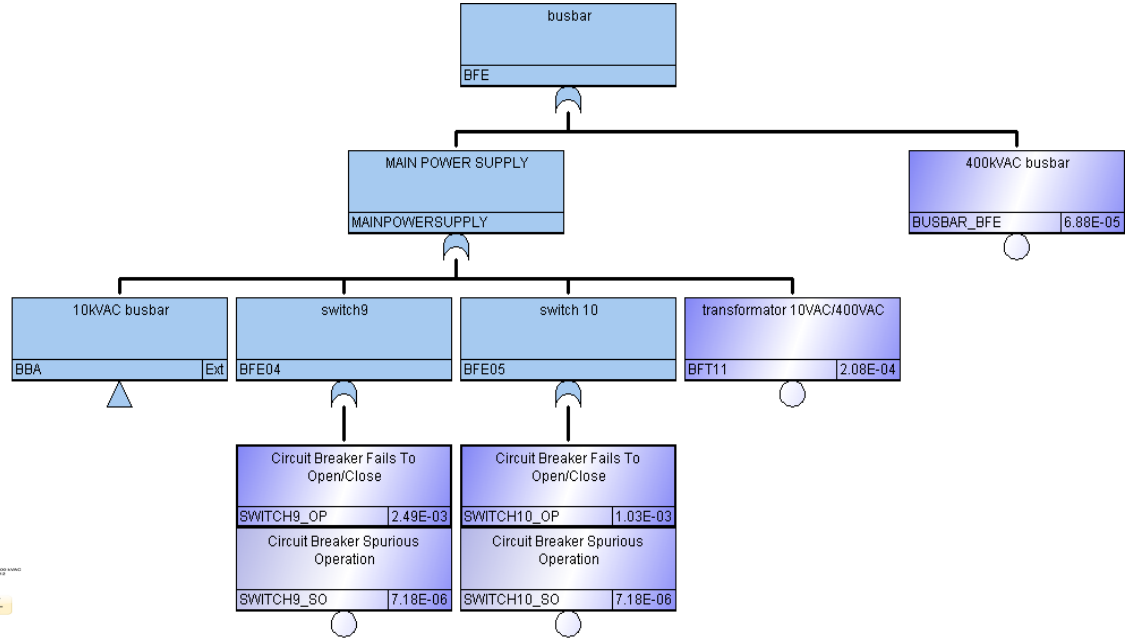 busbar
BFE
MAIN POWER SUPPLY
MAINPOWERSUPPLY
400kVAC busbar
BUSBAR_BFE 6.88E-05
10kVAC busbar
BBA Ext
switch9
BFE04
switch 10
BFE05
transformator 10VAC/400VAC
BFT11 2.08E-04
Circuit Breaker Fails To
Open/Close
SWITCH9_OP 2.49E-03
Circuit Breaker Spurious
Operation
SWITCH9_SO 7.18E-06
Circuit Breaker Fails To
Open/Close
SWITCH10_OP 1.03E-03
Circuit Breaker Spurious
Operation
SWITCH10_SO 7.18E-06